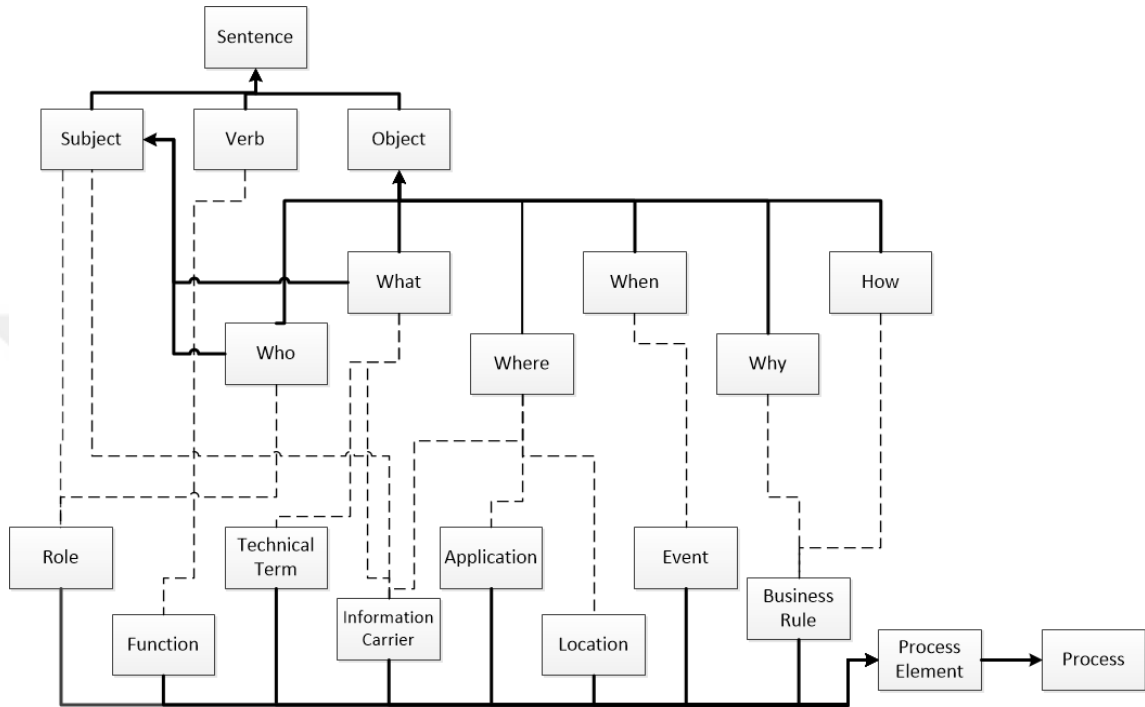 Sentence
Subject
Verb
Object
What
When
How
Who
Where
Why
Role
Technical
Term
Application
Event
Business
Rule
Function
Information
Carrier
Location
Process
Element
Process